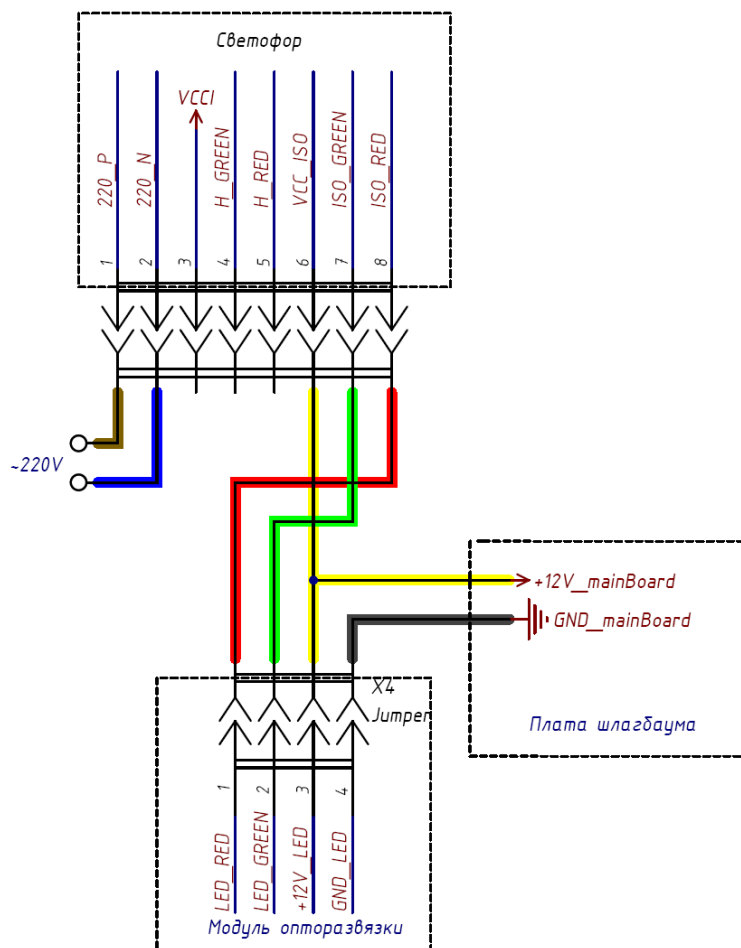 Светофор
220_P
220_N
VCCI
H_GREEN
H_RED
VCC_ISO
ISO_GREEN
ISO_RED
1
2
3
4
5
6
7
8
~220V
+12V_mainBoard
GND_mainBoard
Плата шлагбаума
X4
Jumper
1
2
3
4
LED_RED
LED_GREEN
+12V_LED
GND_LED
Модуль опторазвязки